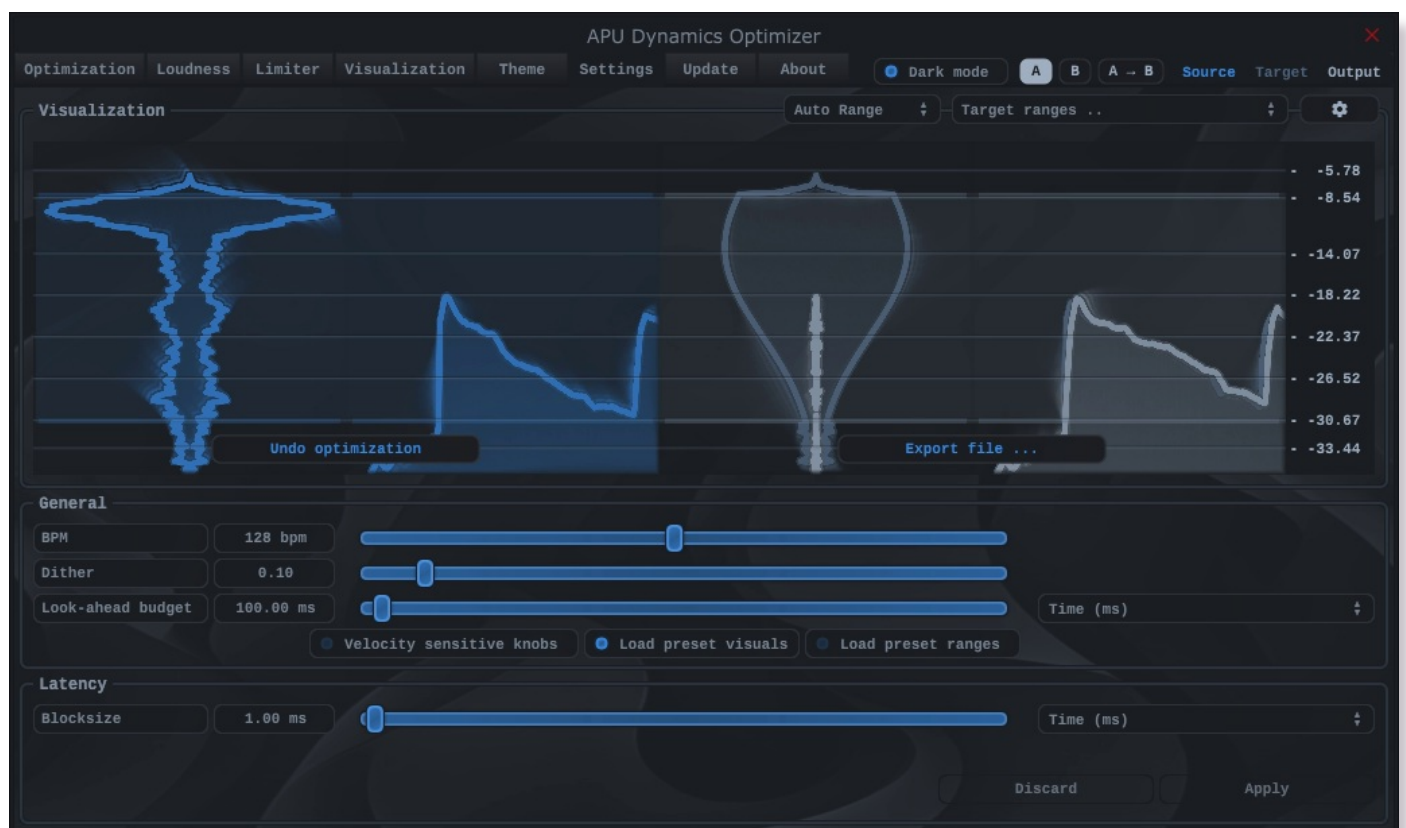 APU Dynamics Optimizer
Optimization Loudness Limiter Visualization Theme Settings Update About Dark mode A B A → B Source Target Output
Visualization Auto Range Target ranges ..
- -5.78
- -8.54
- -14.07
- -18.22
- -22.37
- -26.52
- -30.67
Undo optimization Export file ... - -33.44
General
BPM 128 bpm
Dither 0.10
Look-ahead budget 100.00 ms Time (ms)
Velocity sensitive knobs Load preset visuals Load preset ranges
Latency
Blocksize 1.00 ms Time (ms)
Discard Apply